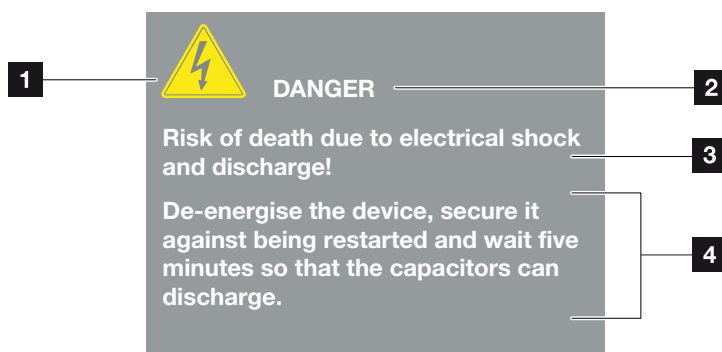 1
DANGER
2
Risk of death due to electrical shock
and discharge!
3
De-energise the device, secure it
against being restarted and wait five
minutes so that the capacitors can
discharge.
4